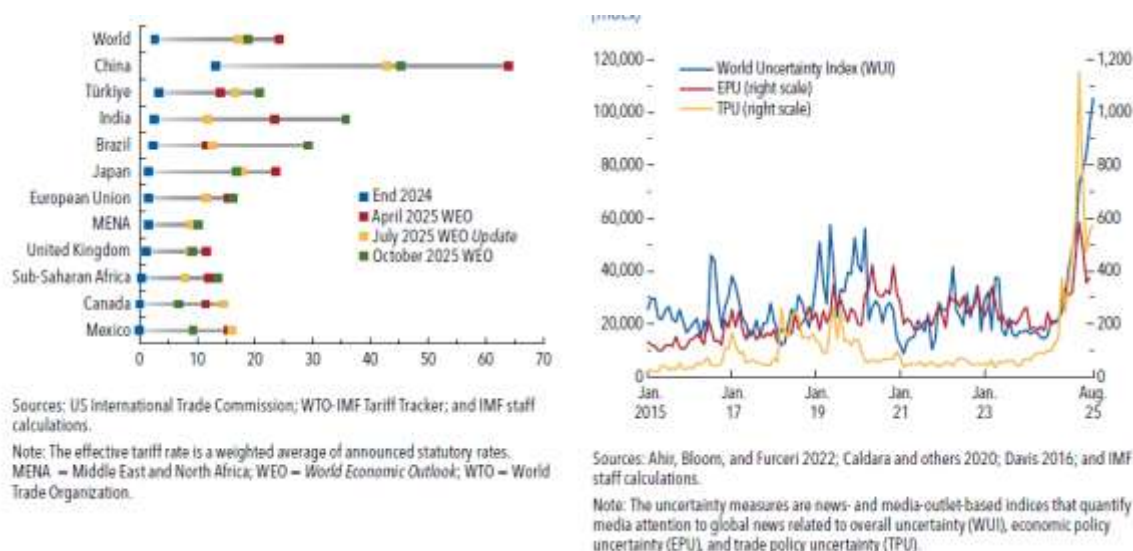 World
China
Türkiye
India
Brazil
Japan
European Union
MENA
United Kingdom
Sub-Saharan Africa
Canada
Mexico
End 2024
April 2025 WEO
July 2025 WEO Update
October 2025 WEO
0 10 20 30 40 50 60 70
Sources: US International Trade Commission; WTO-IMF Tariff Tracker; and IMF staff
calculations.
Note: The effective tariff rate is a weighted average of announced statutory rates.
MENA = Middle East and North Africa; WEO = World Economic Outlook; WTO = World
Trade Organization.
(index)
120,000
100,000
80,000
60,000
40,000
20,000
0
World Uncertainty Index (WUI)
EPU (right scale)
TPU (right scale)
1,200
1,000
800
600
400
200
0
Jan. Jan. Jan. Jan. Jan. Aug.
2015 17 19 21 23 25
Sources: Ahir, Bloom, and Furceri 2022; Caldara and others 2020; Davis 2016; and IMF
staff calculations.
Note: The uncertainty measures are news- and media-outlet-based indices that quantify
media attention to global news related to overall uncertainty (WUI), economic policy
uncertainty (EPU), and trade policy uncertainty (TPU).